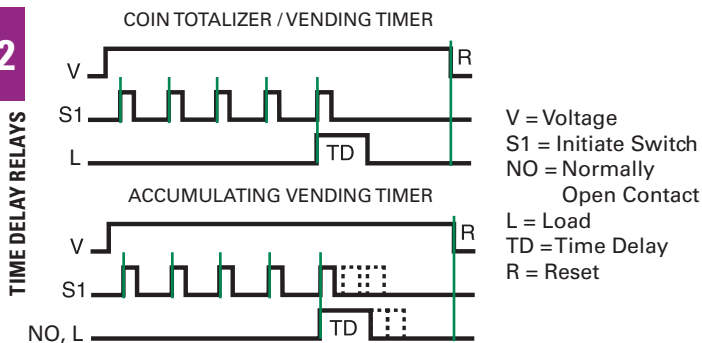 COIN TOTALIZER / VENDING TIMER
2
TIME DELAY RELAYS
V
R
S1
L
TD
ACCUMULATING VENDING TIMER
V
R
S1
NO, L
TD
V = Voltage
S1 = Initiate Switch
NO = Normally
Open Contact
L = Load
TD =Time Delay
R = Reset